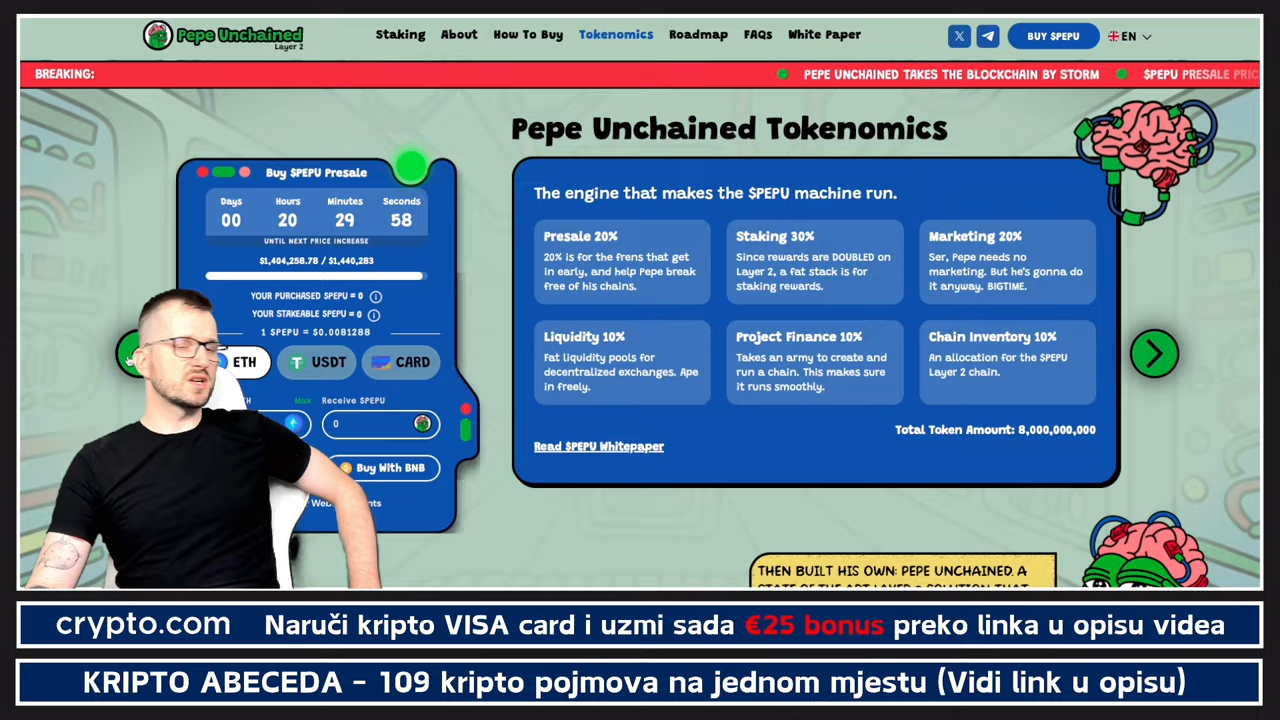 Pepe Unchained
Layer 2
Staking
About
How To Buy
Tokenomics
Roadmap
FAQs
White Paper
BUY $PEPU
EN
BREAKING:
PEPE UNCHAINED TAKES THE BLOCKCHAIN BY STORM
$PEPU PRESALE PRIC
Buy $PEPU Presale
Days Hours Minutes Seconds
00 20 29 58
UNTIL NEXT PRICE INCREASE
$1,404,258.78 / $1,440,283
YOUR PURCHASED $PEPU = 0
YOUR STAKEABLE $PEPU = 0
1 $PEPU = $0.0081288
ETH
USDT
CARD
Max
Receive $PEPU
0
Buy With BNB
Pepe Unchained Tokenomics
The engine that makes the $PEPU machine run.
Presale 20%
20% is for the frens that get
in early, and help Pepe break
free of his chains.
Staking 30%
Since rewards are DOUBLED on
Layer 2, a fat stack is for
staking rewards.
Marketing 20%
Ser, Pepe needs no
marketing. But he's gonna do
it anyway. BIGTIME.
Liquidity 10%
Fat liquidity pools for
decentralized exchanges. Ape
in freely.
Project Finance 10%
Takes an army to create and
run a chain. This makes sure
it runs smoothly.
Chain Inventory 10%
An allocation for the $PEPU
Layer 2 chain.
Total Token Amount: 8,000,000,000
Read $PEPU Whitepaper
THEN BUILT HIS OWN: PEPE UNCHAINED. A
STATE OF THE ART LAYER 2 SOLUTION THAT
crypto.com Naruči kripto VISA card i uzmi sada €25 bonus preko linka u opisu videa
KRIPTO ABECEDA - 109 kripto pojmova na jednom mjestu (Vidi link u opisu)